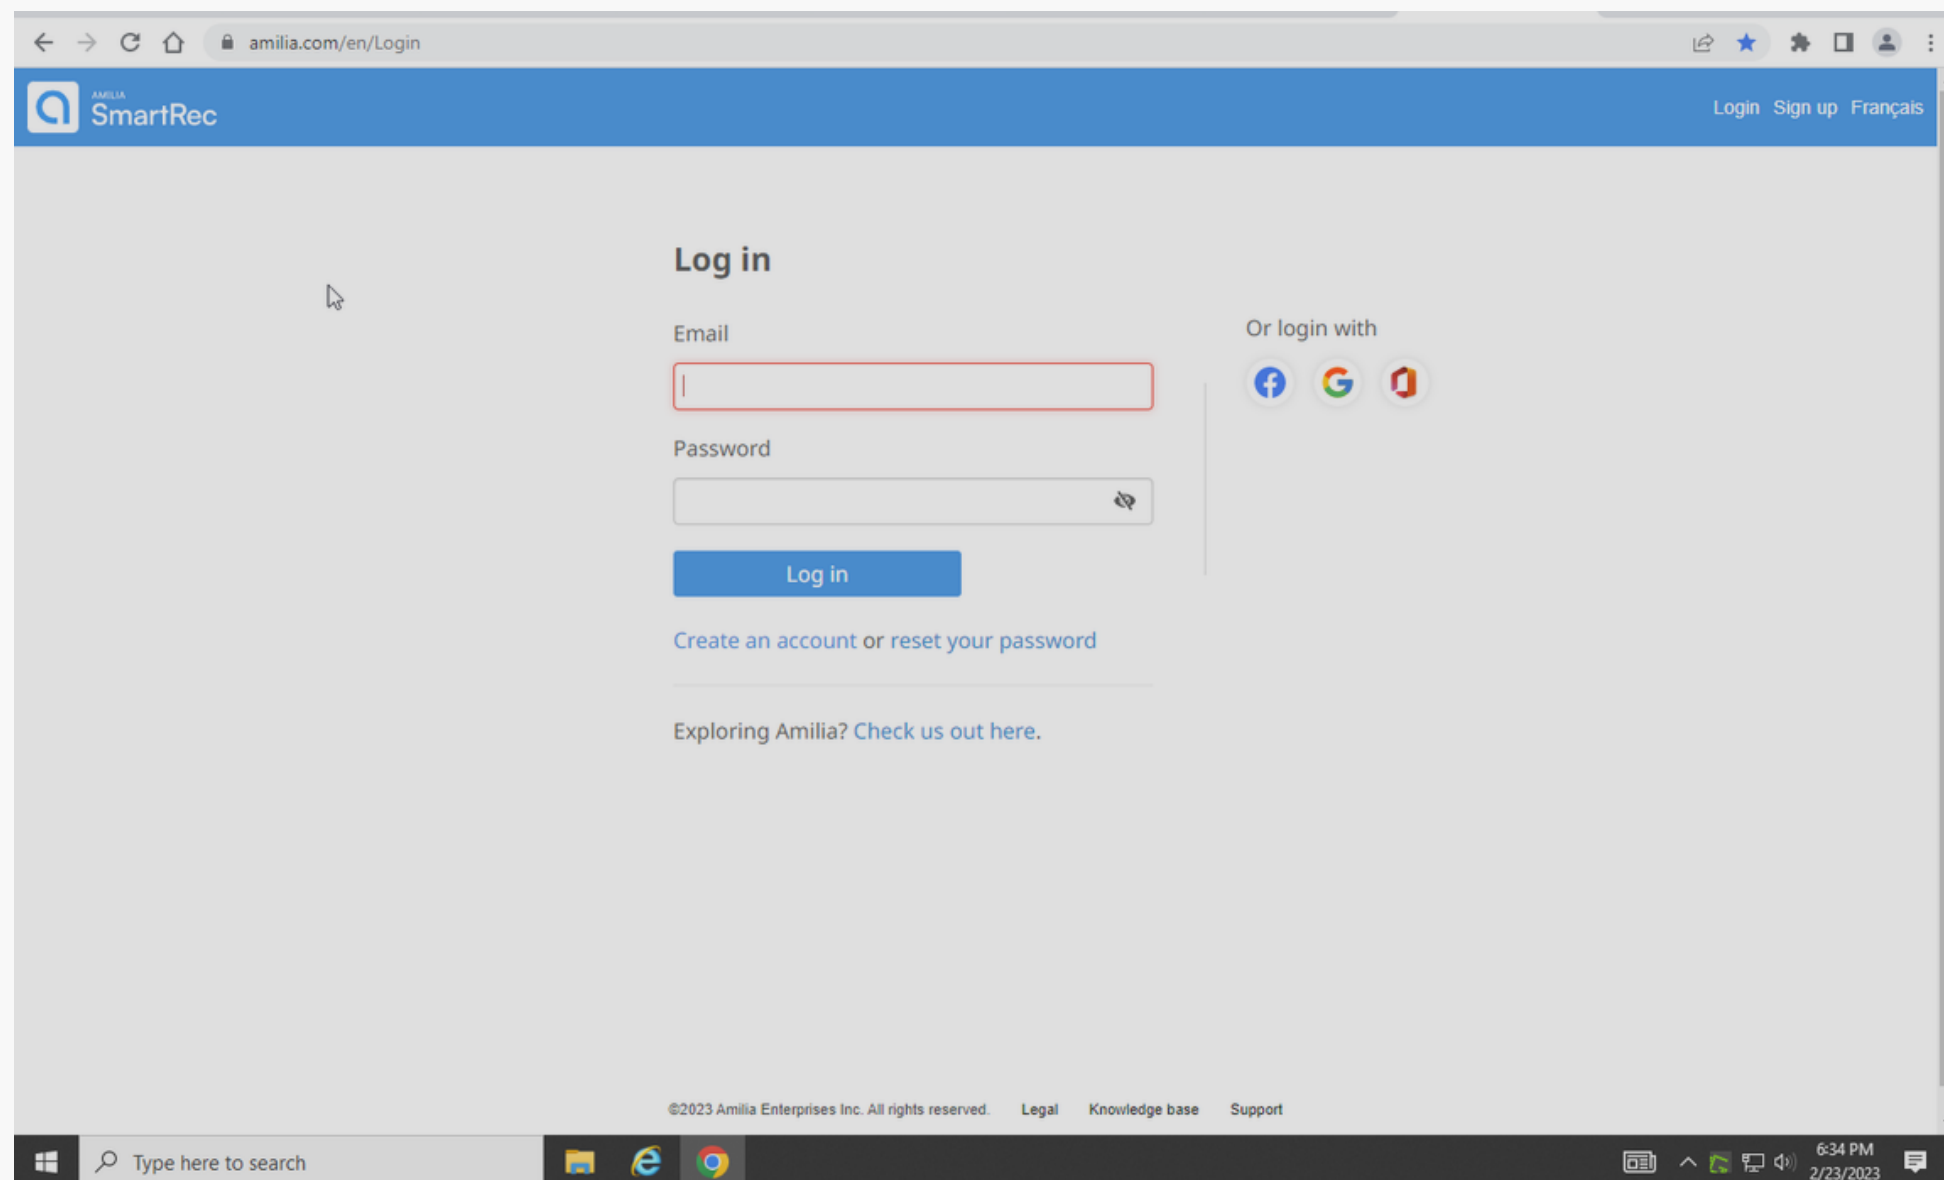 amilia.com/en/Login
AMILIA
SmartRec
Login Sign up Français
Log in
Email
Or login with
Password
Log in
Create an account or reset your password
Exploring Amilia? Check us out here.
©2023 Amilia Enterprises Inc. All rights reserved. Legal Knowledge base Support
Type here to search
6:34 PM
2/23/2023